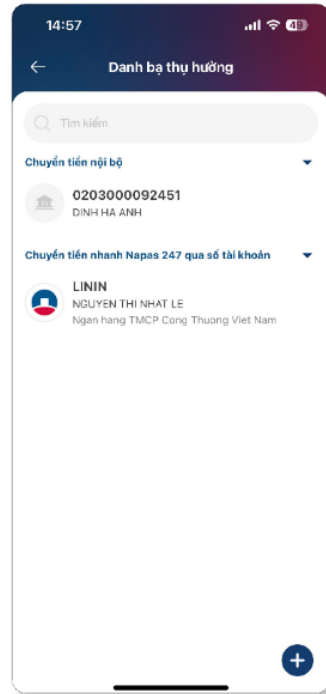 14:57
49
Danh bạ thụ hưởng
Tìm kiếm
Chuyển tiền nội bộ
0203000092451
DINH HA ANH
Chuyển tiền nhanh Napas 247 qua số tài khoản
LININ
NGUYEN THI NHAT LE
Ngan hang TMCP Cong Thuong Viet Nam